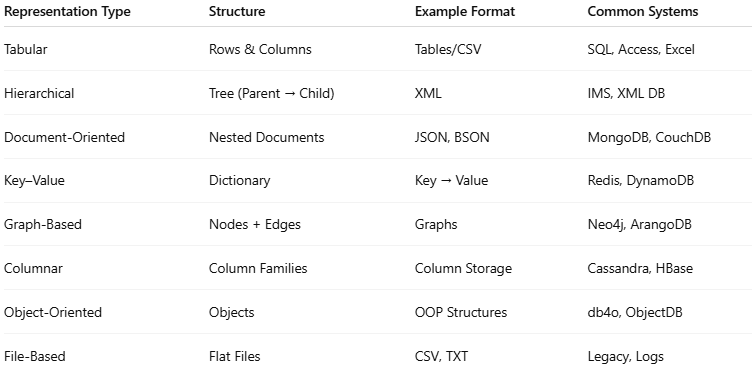 Representation Type Structure Example Format Common Systems
Tabular Rows & Columns Tables/CSV SQL, Access, Excel
Hierarchical Tree (Parent → Child) XML IMS, XML DB
Document-Oriented Nested Documents JSON, BSON MongoDB, CouchDB
Key–Value Dictionary Key → Value Redis, DynamoDB
Graph-Based Nodes + Edges Graphs Neo4j, ArangoDB
Columnar Column Families Column Storage Cassandra, HBase
Object-Oriented Objects OOP Structures db4o, ObjectDB
File-Based Flat Files CSV, TXT Legacy, Logs